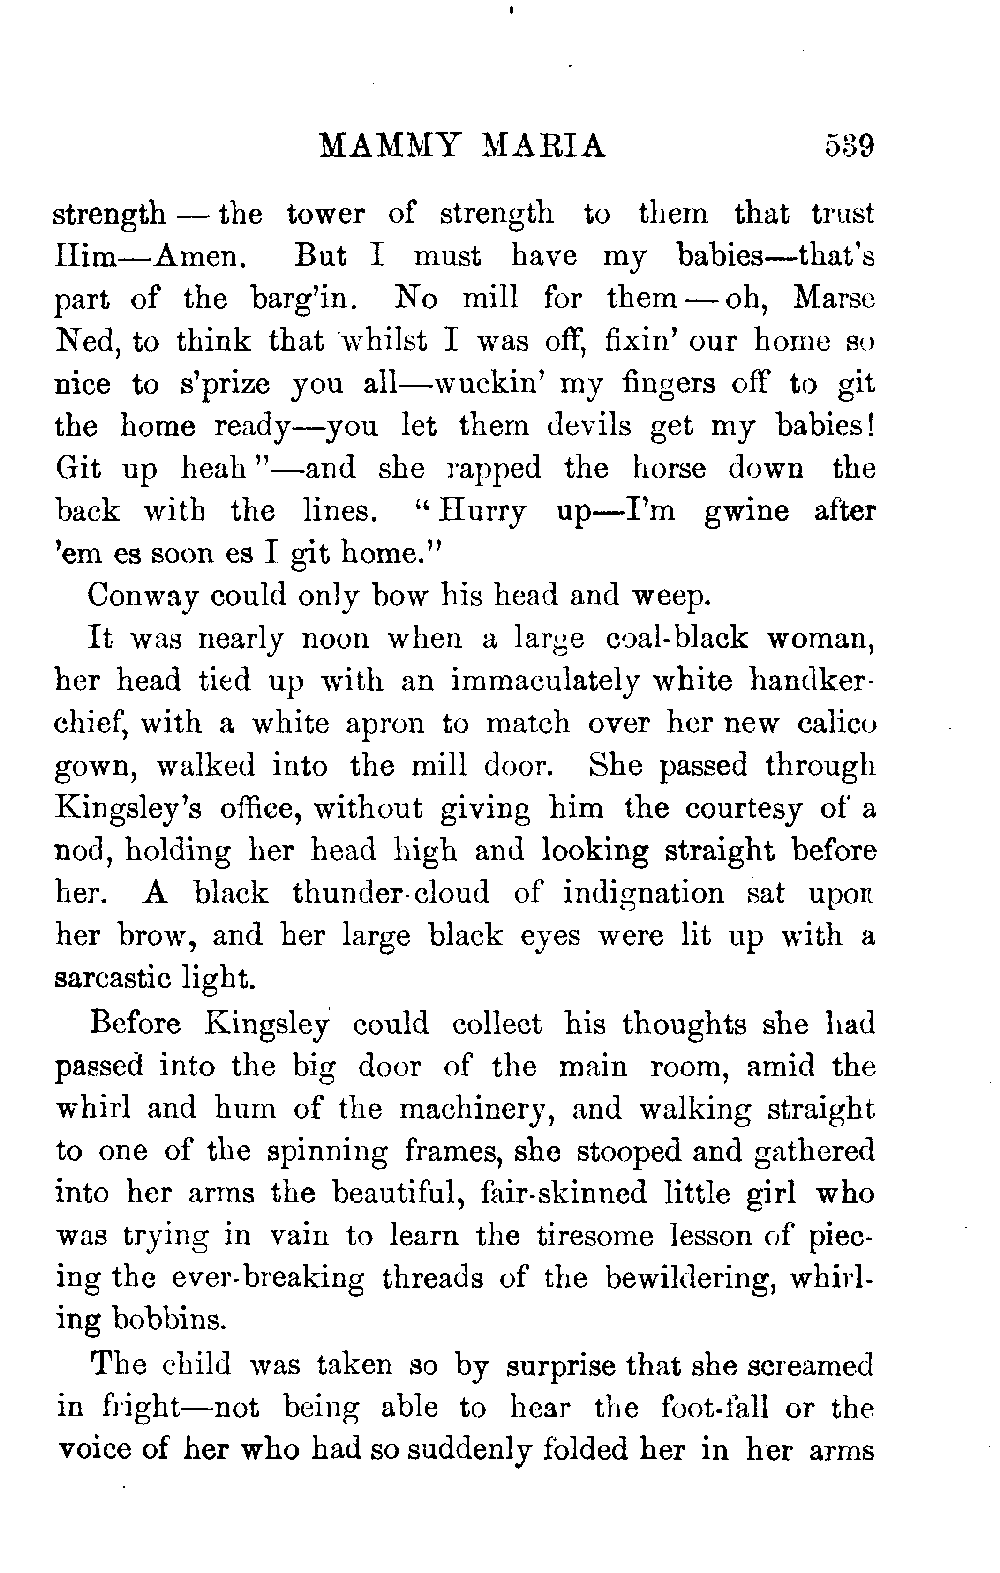 MAMMY MARIA 539
strength — the tower of strength to them that trust
Him—Amen. But I must have my babies—that's
part of the barg'in. No mill for them — oh, Marse
Ned, to think that whilst I was off, fixin' our home so
nice to s'prize you all—wuckin' my fingers off to git
the home ready—you let them devils get my babies!
Git up heah"—and she rapped the horse down the
back with the lines. "Hurry up—I'm gwine after
'em es soon es I git home."
Conway could only bow his head and weep.
It was nearly noon when a large coal-black woman,
her head tied up with an immaculately white handker-
chief, with a white apron to match over her new calico
gown, walked into the mill door. She passed through
Kingsley's office, without giving him the courtesy of a
nod, holding her head high and looking straight before
her. A black thunder-cloud of indignation sat upon
her brow, and her large black eyes were lit up with a
sarcastic light.
Before Kingsley could collect his thoughts she had
passed into the big door of the main room, amid the
whirl and hum of the machinery, and walking straight
to one of the spinning frames, she stooped and gathered
into her arms the beautiful, fair-skinned little girl who
was trying in vain to learn the tiresome lesson of piec-
ing the ever-breaking threads of the bewildering, whirl-
ing bobbins.
The child was taken so by surprise that she screamed
in fright—not being able to hear the foot-fall or the
voice of her who had so suddenly folded her in her arms